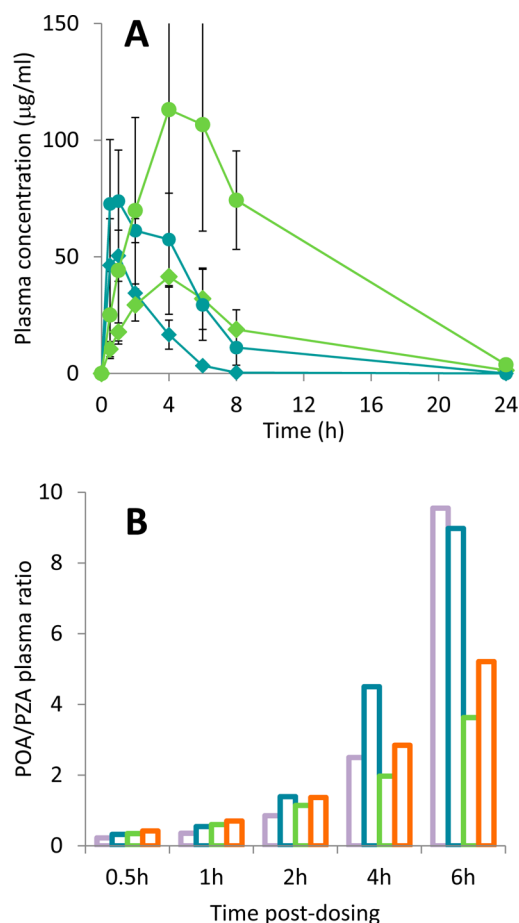 A
150
100
50
0
Plasma concentration (μg/ml)
0 4 8 12 16 20 24
Time (h)
B
10
8
6
4
2
0
POA/PZA plasma ratio
0.5h 1h 2h 4h 6h
Time post-dosing